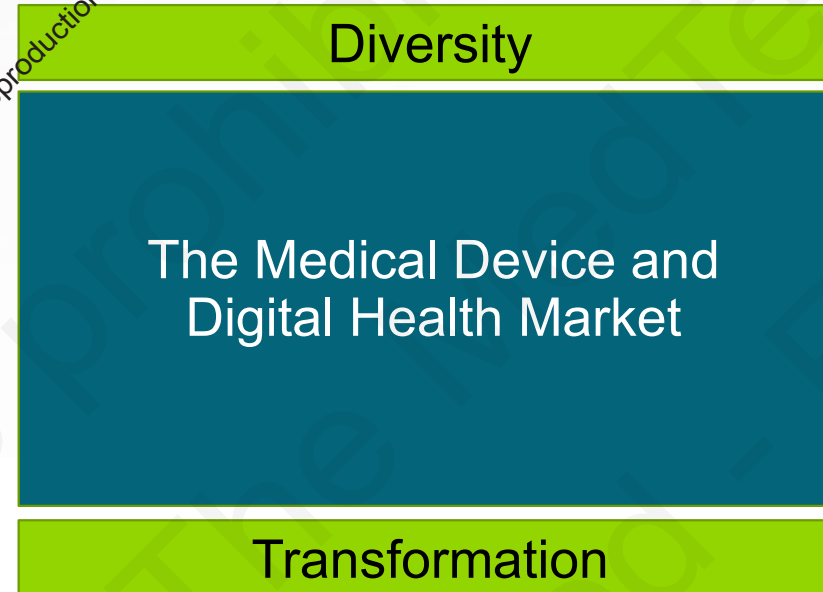 Diversity
The Medical Device and
Digital Health Market
Transformation